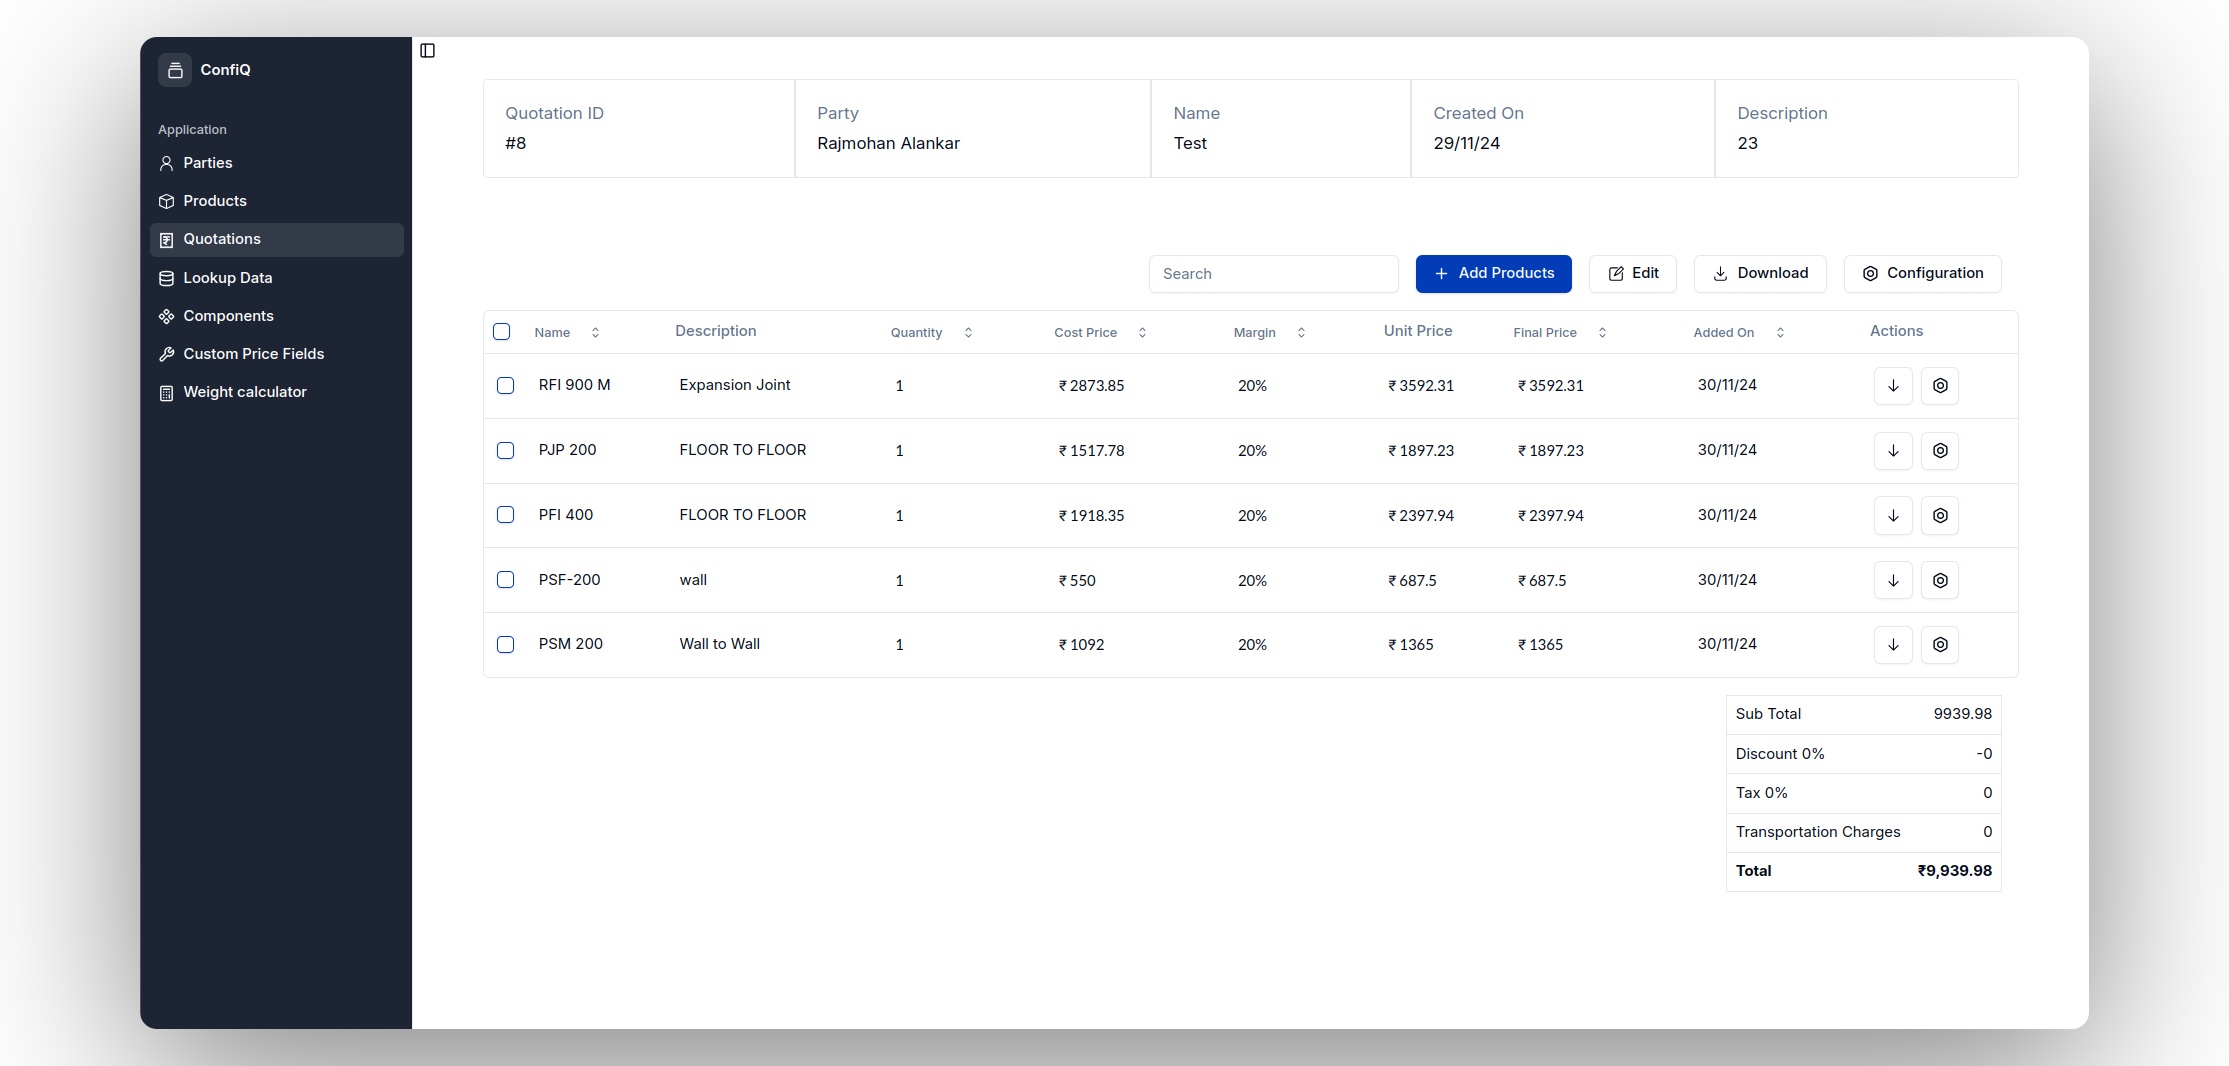 ConfiQ
Application
Parties
Products
Quotations
Lookup Data
Components
Custom Price Fields
Weight calculator
Quotation ID Party Name Created On Description
#8 Rajmohan Alankar Test 29/11/24 23
Search Add Products Edit Download Configuration
Name Description Quantity Cost Price Margin Unit Price Final Price Added On Actions
RFI 900 M Expansion Joint 1 ₹ 2873.85 20% ₹ 3592.31 ₹ 3592.31 30/11/24
PJP 200 FLOOR TO FLOOR 1 ₹ 1517.78 20% ₹ 1897.23 ₹ 1897.23 30/11/24
PFI 400 FLOOR TO FLOOR 1 ₹ 1918.35 20% ₹ 2397.94 ₹ 2397.94 30/11/24
PSF-200 wall 1 ₹ 550 20% ₹ 687.5 ₹ 687.5 30/11/24
PSM 200 Wall to Wall 1 ₹ 1092 20% ₹ 1365 ₹ 1365 30/11/24
Sub Total 9939.98
Discount 0% -0
Tax 0% 0
Transportation Charges 0
Total ₹9,939.98